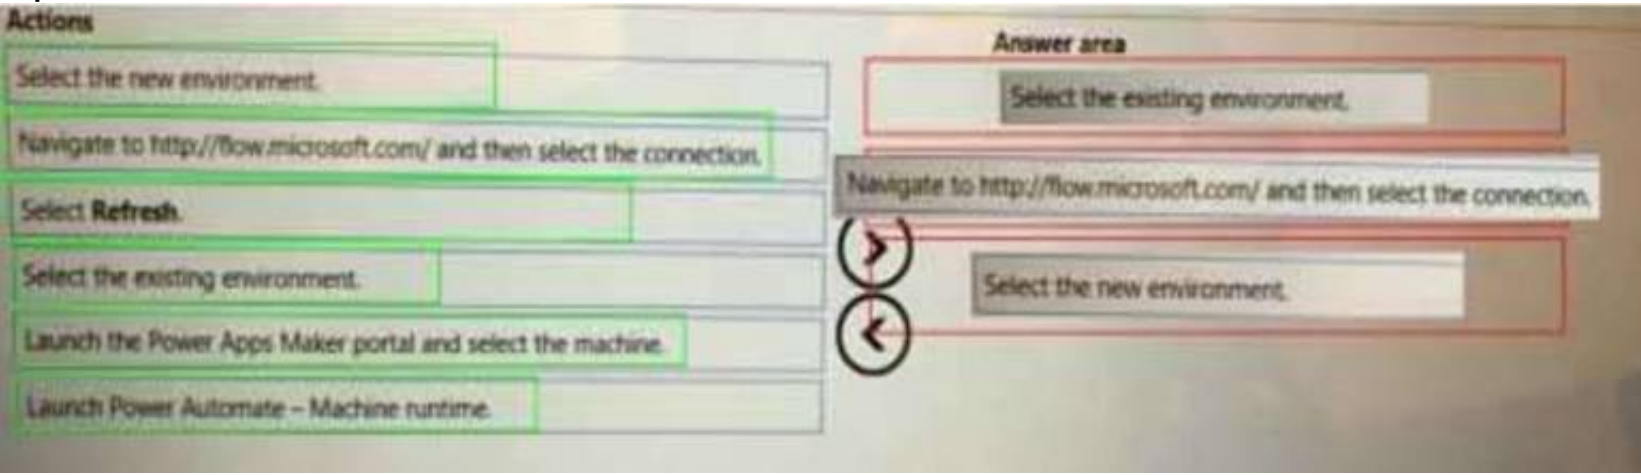 Actions
Select the new environment.
Navigate to http://flow.microsoft.com/ and then select the connection.
Select Refresh.
Select the existing environment.
Launch the Power Apps Maker portal and select the machine.
Launch Power Automate – Machine runtime.
Answer area
Select the existing environment.
Navigate to http://flow.microsoft.com/ and then select the connection.
Select the new environment.